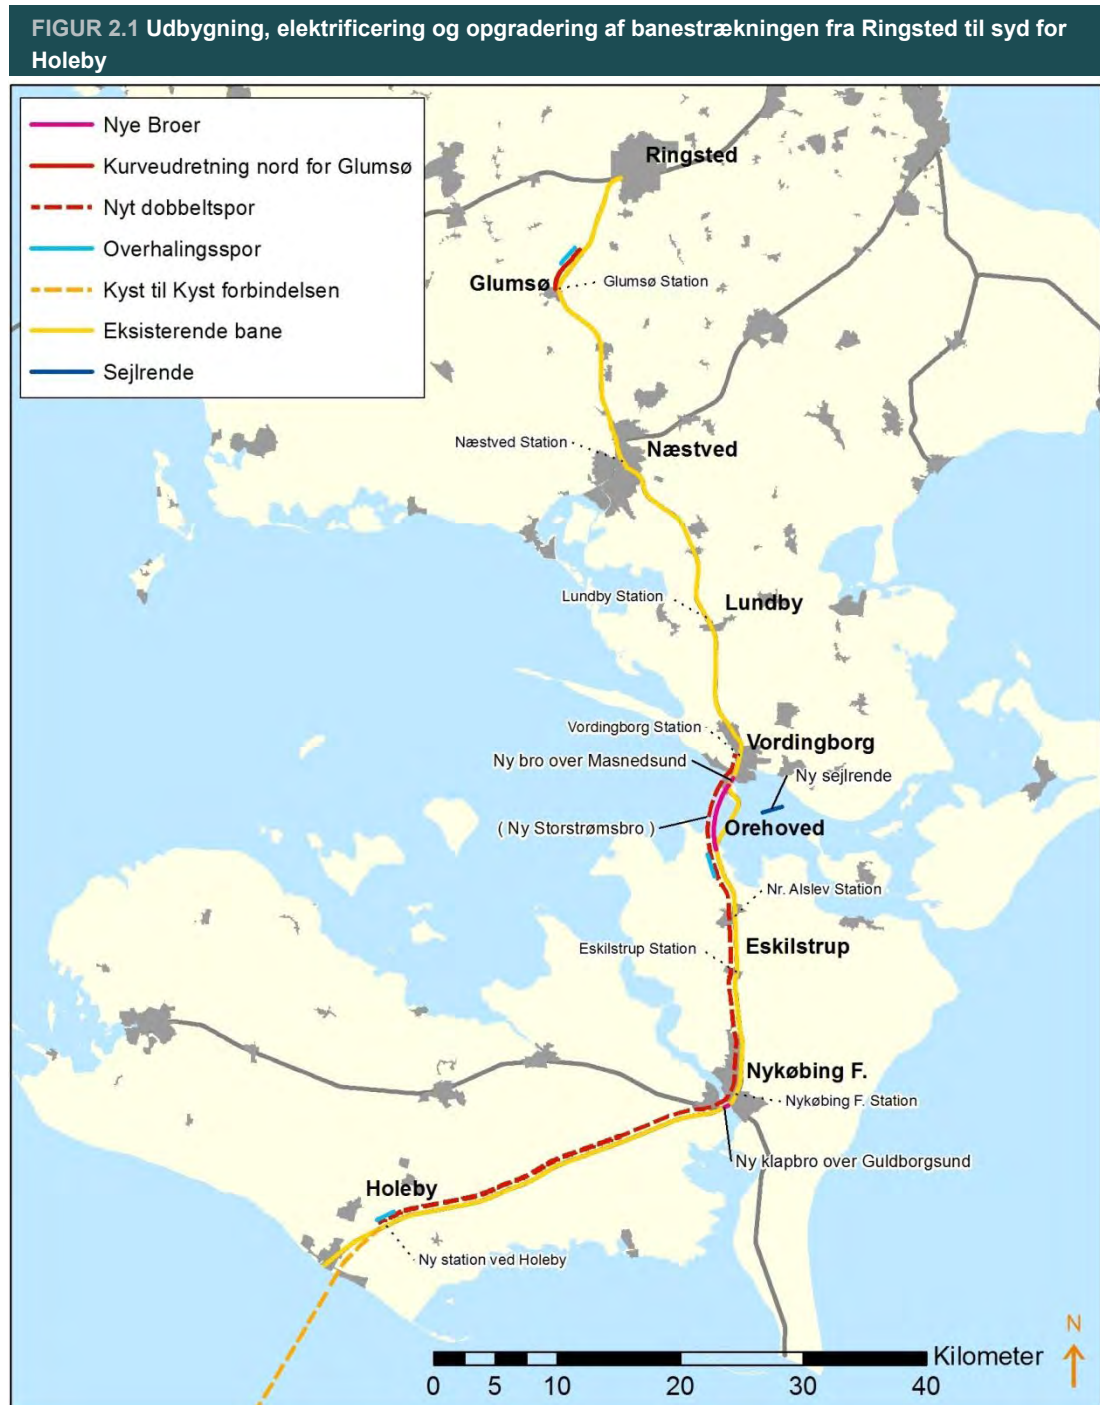 FIGUR 2.1 Udbygning, elektrificering og opgradering af banestrækningen fra Ringsted til syd for
Holeby
Nye Broer
Kurveudretning nord for Glumsø
Nyt dobbeltspor
Overhalingsspor
Kyst til Kyst forbindelsen
Eksisterende bane
Sejlrende
Ringsted
Glumsø
Glumsø Station
Næstved Station
Næstved
Lundby Station
Lundby
Vordingborg Station
Vordingborg
Ny bro over Masnedsund
Ny sejlrende
( Ny Storstrømsbro )
Orehoved
Nr. Alslev Station
Eskilstrup Station
Eskilstrup
Nykøbing F.
Nykøbing F. Station
Ny klapbro over Guldborgsund
Holeby
Ny station ved Holeby
N
Kilometer
0 5 10 20 30 40